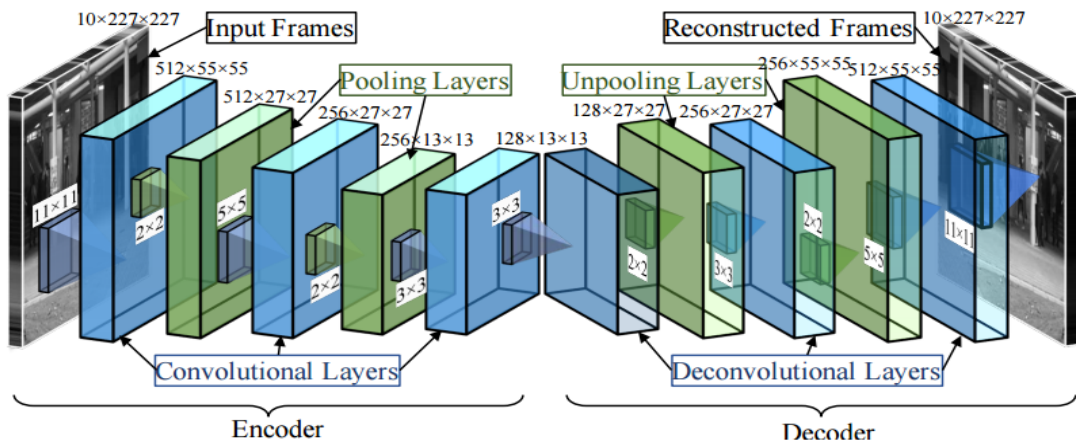 10×227×227
Input Frames
512×55×55
Pooling Layers
512×27×27
256×27×27
256×13×13
128×13×13
Unpooling Layers
128×27×27
256×27×27
256×55×55
512×55×55
Reconstructed Frames
10×227×227
11×11
2×2
5×5
2×2
3×3
3×3
2×2
3×3
2×2
5×5
11×11
Convolutional Layers
Deconvolutional Layers
Encoder
Decoder